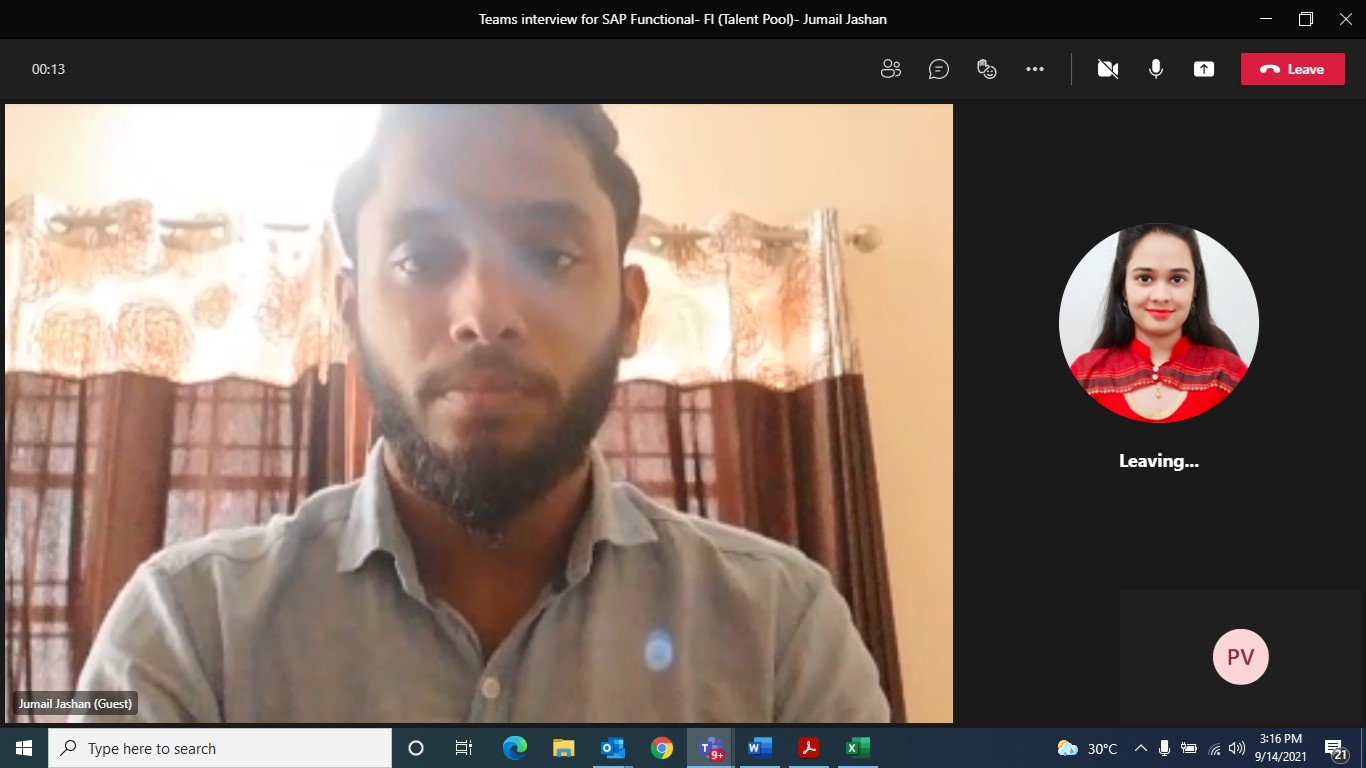 Teams interview for SAP Functional- FI (Talent Pool)- Jumail Jashan
00:13
Leave
Leaving...
PV
Jumail Jashan (Guest)
Type here to search
9+
30°C
3:16 PM
9/14/2021
21